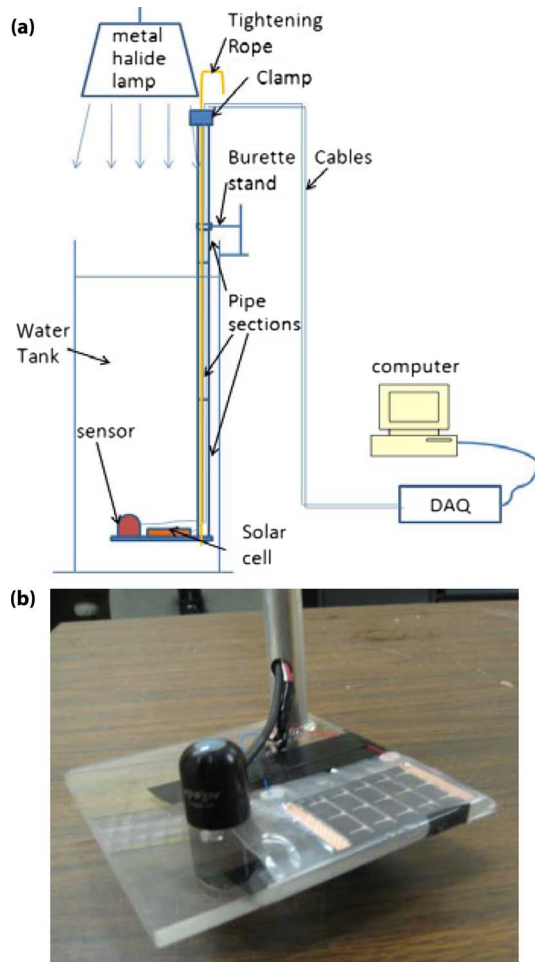 (a)
metal
halide
lamp
Tightening
Rope
Clamp
Burette
stand
Cables
Pipe
sections
Water
Tank
computer
sensor
DAQ
Solar
cell
(b)